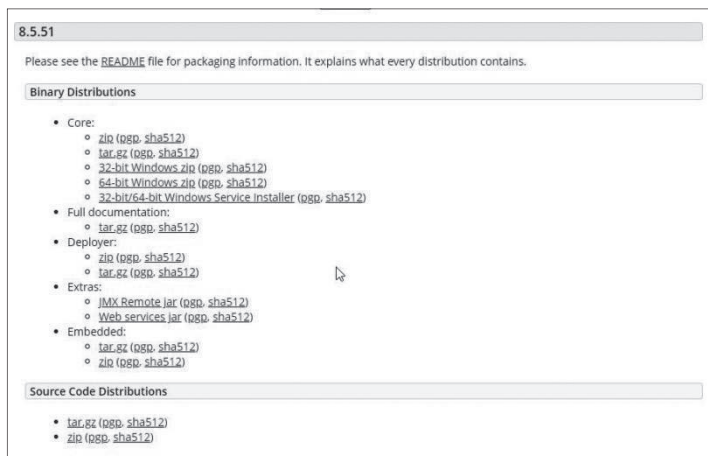 8.5.51
Please see the README file for packaging information. It explains what every distribution contains.
Binary Distributions
• Core:
zip (pgp, sha512)
tar.gz (pgp, sha512)
32-bit Windows zip (pgp, sha512)
64-bit Windows zip (pgp, sha512)
32-bit/64-bit Windows Service Installer (pgp, sha512)
• Full documentation:
tar.gz (pgp, sha512)
• Deployer:
zip (pgp, sha512)
tar.gz (pgp, sha512)
• Extras:
JMX Remote jar (pgp, sha512)
Web services jar (pgp, sha512)
• Embedded:
tar.gz (pgp, sha512)
zip (pgp, sha512)
Source Code Distributions
• tar.gz (pgp, sha512)
• zip (pgp, sha512)